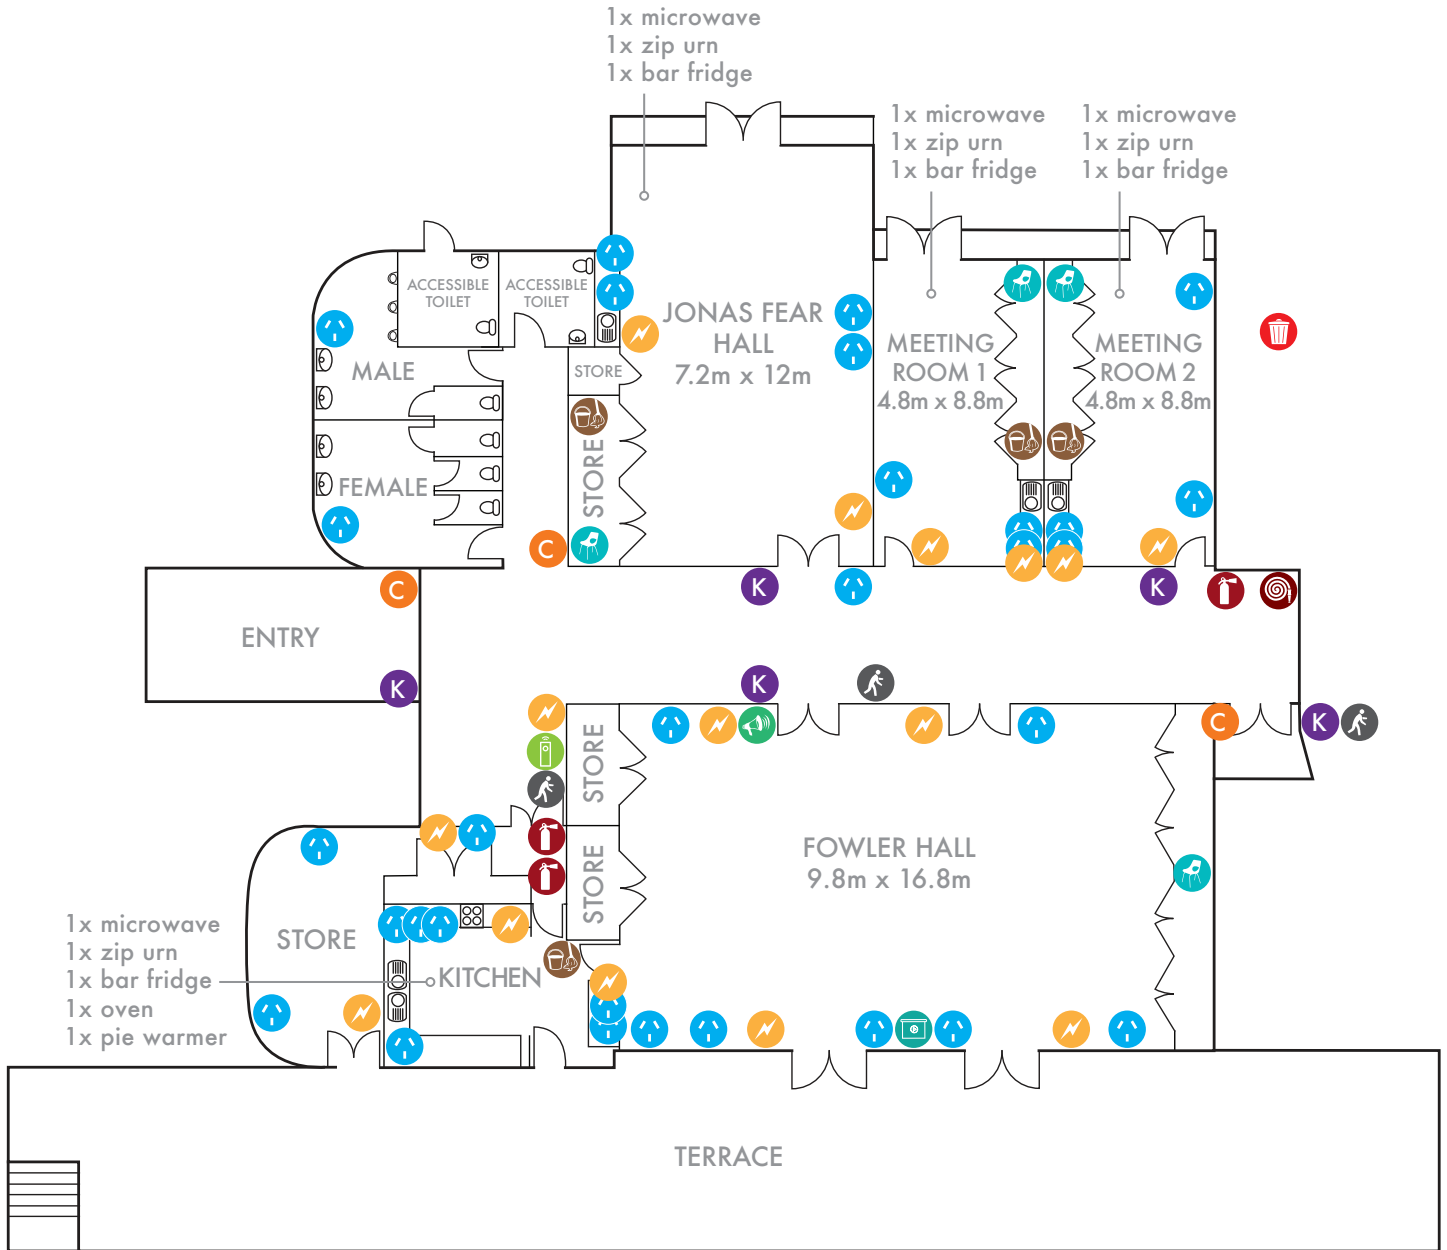 1x microwave
1x zip urn
1x bar fridge
1x microwave
1x zip urn
1x bar fridge
1x microwave
1x zip urn
1x bar fridge
ACCESSIBLE
TOILET
ACCESSIBLE
TOILET
JONAS FEAR
HALL
7.2m x 12m
MEETING
ROOM 1
4.8m x 8.8m
MEETING
ROOM 2
4.8m x 8.8m
MALE
STORE
STORE
FEMALE
C
C
K
K
ENTRY
K
K
C
K
STORE
STORE
FOWLER HALL
9.8m x 16.8m
1x microwave
1x zip urn
1x bar fridge
1x oven
1x pie warmer
STORE
KITCHEN
TERRACE